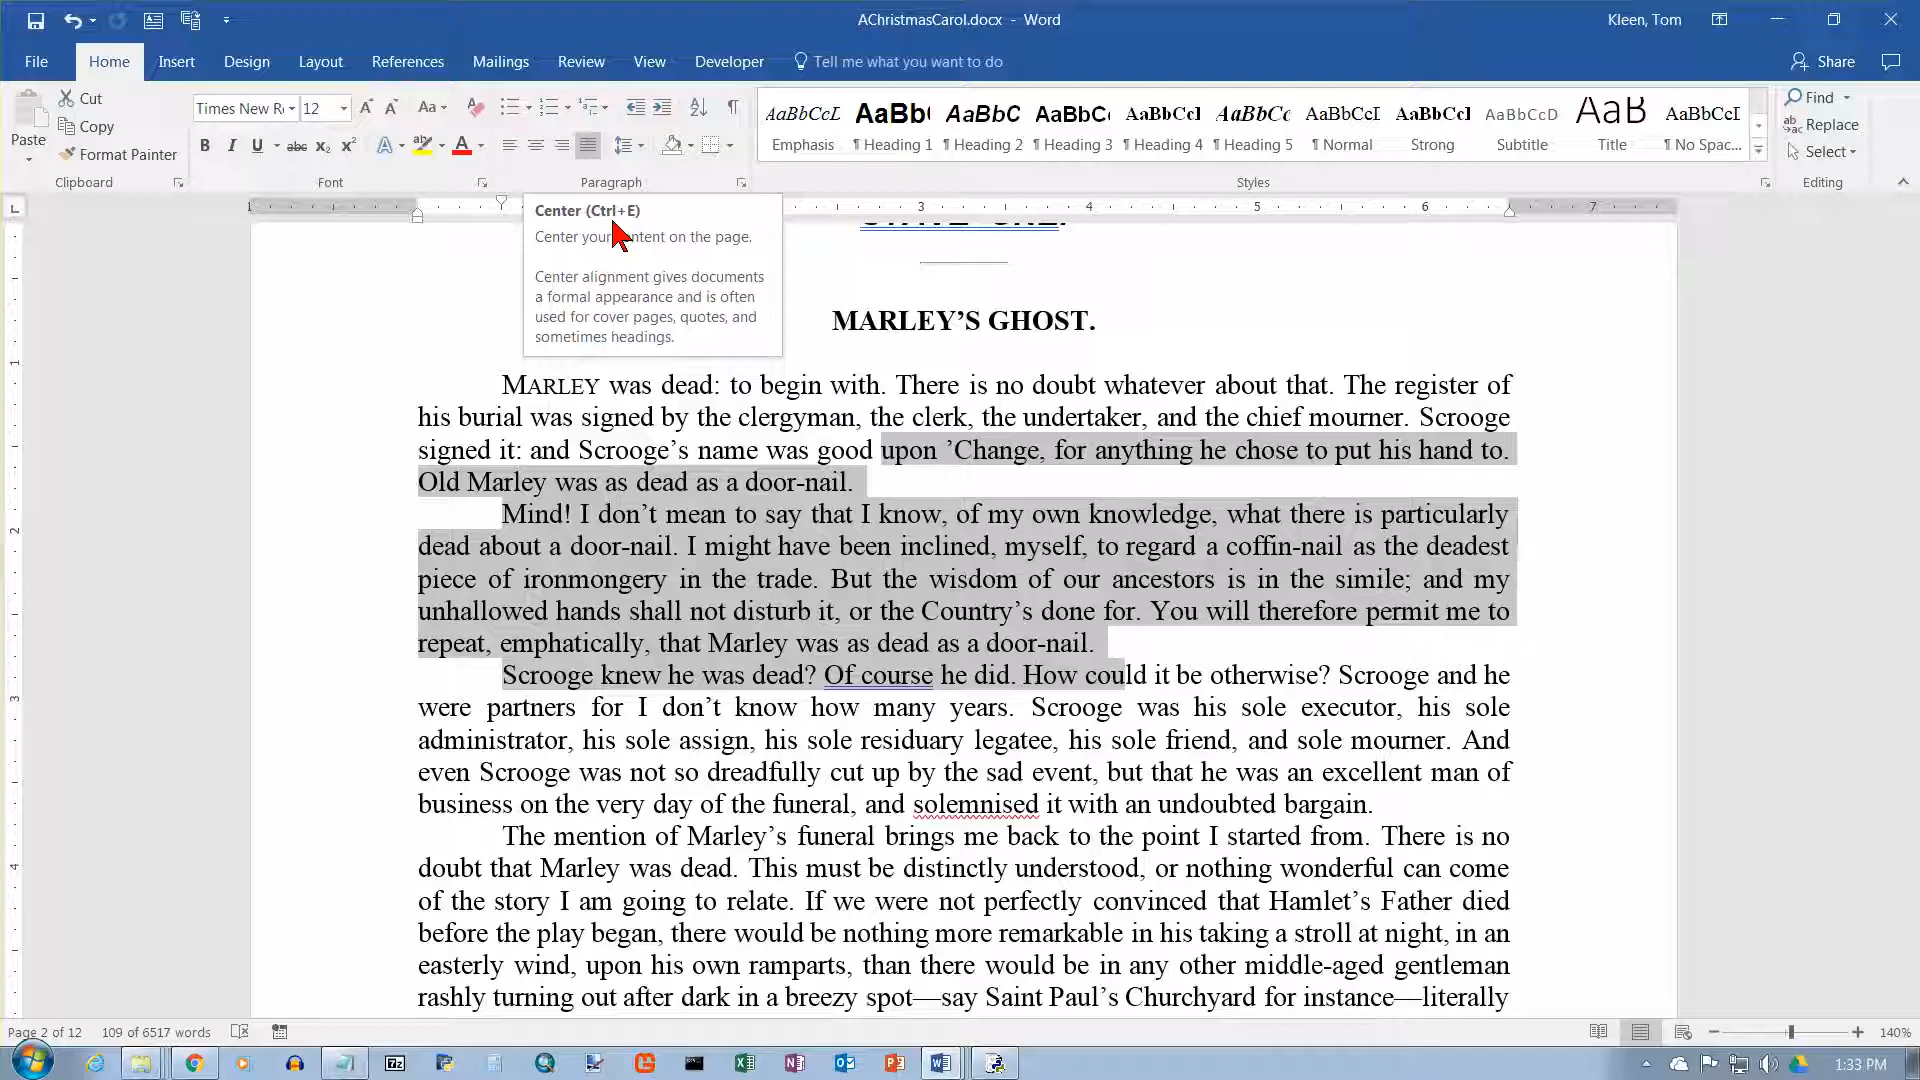 AChristmasCarol.docx - Word
Kleen, Tom
File Home Insert Design Layout References Mailings Review View Developer Tell me what you want to do Share
Paste
Cut
Copy
Format Painter
Clipboard
Times New R 12 Aa
B I U abc x₂ x² A ab A
Font
Paragraph
AaBbCcL AaBb( AaBbC AaBbC( AaBbCcI AaBbCc AaBbCcL AaBbCcI AaBbCcD AaB AaBbCcI
Emphasis ¶ Heading 1 ¶ Heading 2 ¶ Heading 3 ¶ Heading 4 ¶ Heading 5 ¶ Normal Strong Subtitle Title ¶ No Spac...
Styles
Find
Replace
Select
Editing
3 4 5 6 7
Center (Ctrl+E)
Center your content on the page.
Center alignment gives documents
a formal appearance and is often
used for cover pages, quotes, and
sometimes headings.
MARLEY’S GHOST.
MARLEY was dead: to begin with. There is no doubt whatever about that. The register of
his burial was signed by the clergyman, the clerk, the undertaker, and the chief mourner. Scrooge
signed it: and Scrooge’s name was good upon ’Change, for anything he chose to put his hand to.
Old Marley was as dead as a door-nail.
Mind! I don’t mean to say that I know, of my own knowledge, what there is particularly
dead about a door-nail. I might have been inclined, myself, to regard a coffin-nail as the deadest
piece of ironmongery in the trade. But the wisdom of our ancestors is in the simile; and my
unhallowed hands shall not disturb it, or the Country’s done for. You will therefore permit me to
repeat, emphatically, that Marley was as dead as a door-nail.
Scrooge knew he was dead? Of course he did. How could it be otherwise? Scrooge and he
were partners for I don’t know how many years. Scrooge was his sole executor, his sole
administrator, his sole assign, his sole residuary legatee, his sole friend, and sole mourner. And
even Scrooge was not so dreadfully cut up by the sad event, but that he was an excellent man of
business on the very day of the funeral, and solemnised it with an undoubted bargain.
The mention of Marley’s funeral brings me back to the point I started from. There is no
doubt that Marley was dead. This must be distinctly understood, or nothing wonderful can come
of the story I am going to relate. If we were not perfectly convinced that Hamlet’s Father died
before the play began, there would be nothing more remarkable in his taking a stroll at night, in an
easterly wind, upon his own ramparts, than there would be in any other middle-aged gentleman
rashly turning out after dark in a breezy spot—say Saint Paul’s Churchyard for instance—literally
1
2
3
4
Page 2 of 12 109 of 6517 words 140%
1:33 PM